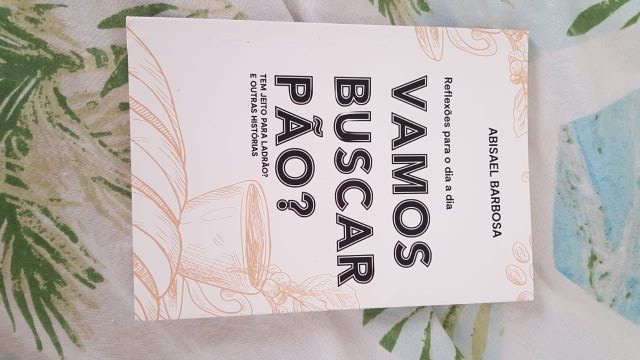 ABISAEL BARBOSA
Reflexões para o dia a dia
VAMOS
BUSCAR
PÃO?
TEM JEITO PARA LADRÃO?
E OUTRAS HISTÓRIAS